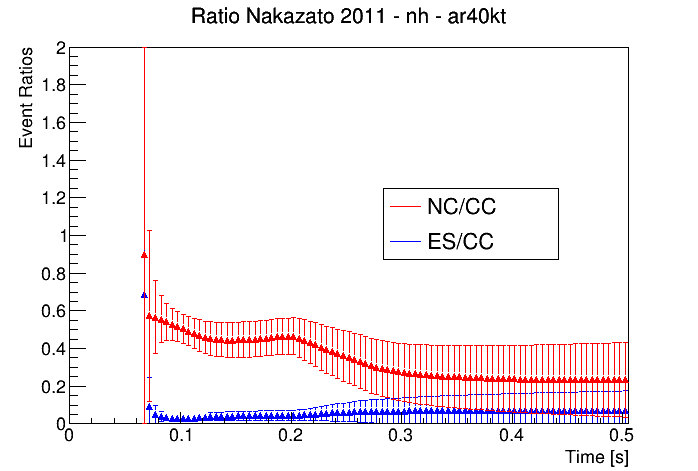 Ratio Nakazato 2011 - nh - ar40kt
Event Ratios
2
1.8
1.6
1.4
1.2
1
0.8
0.6
0.4
0.2
0
NC/CC
ES/CC
0 0.1 0.2 0.3 0.4 0.5
Time [s]